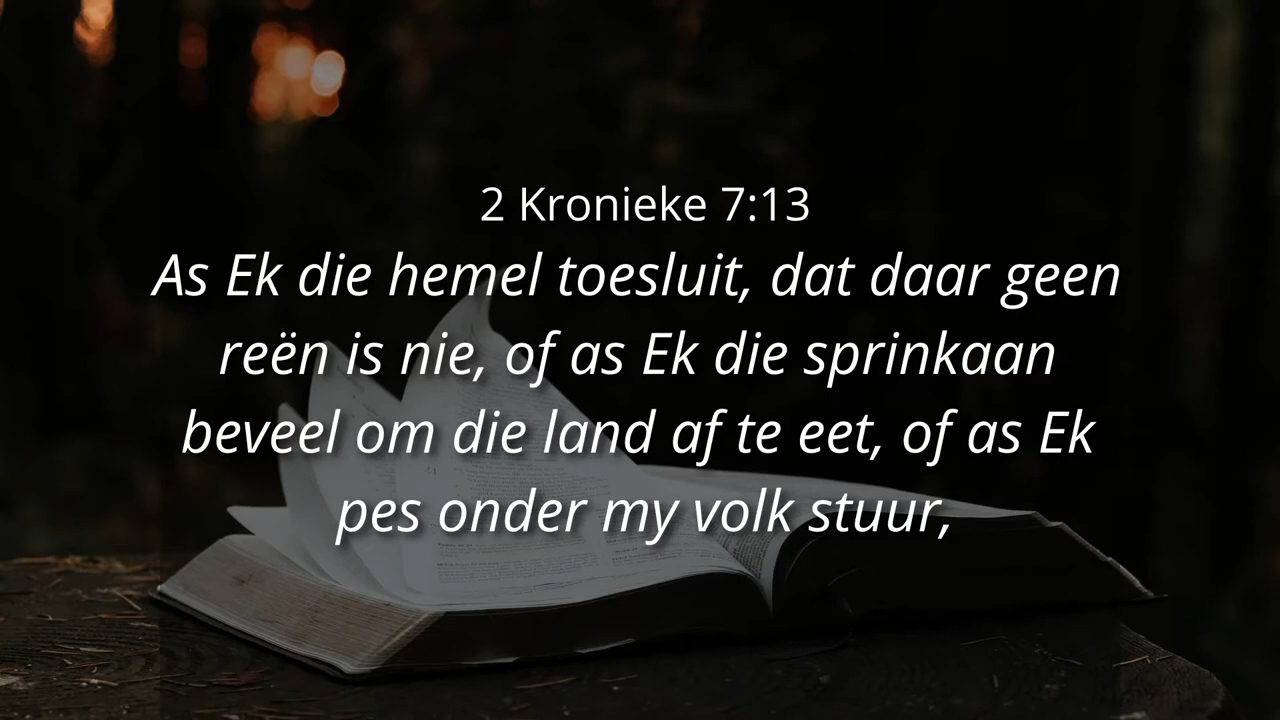 2 Kronieke 7:13
As Ek die hemel toesluit, dat daar geen
reën is nie, of as Ek die sprinkaan
beveel om die land af te eet, of as Ek
pes onder my volk stuur,